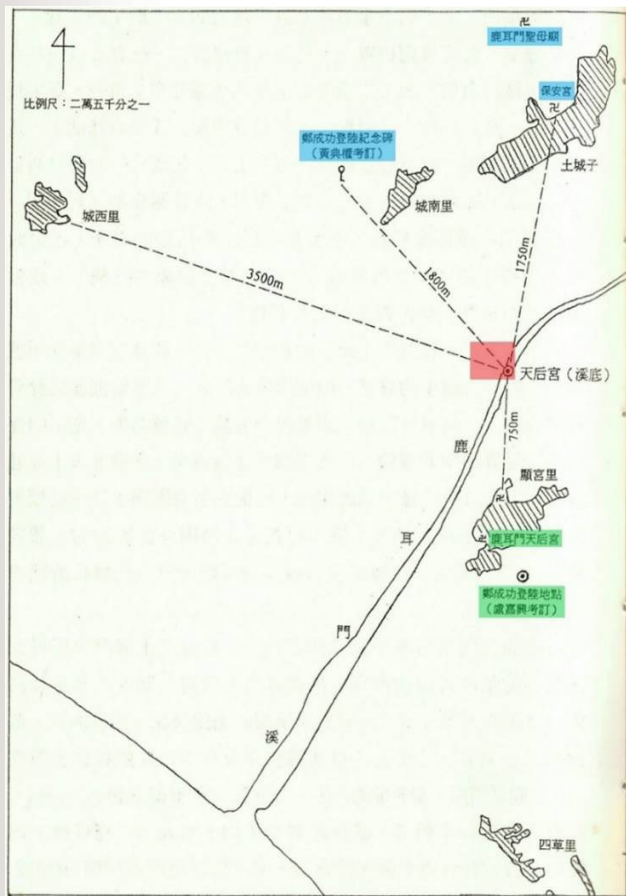 鹿耳門聖母廟
比例尺：二萬五千分之一
保安宮
土城子
鄭成功登陸紀念碑
（黃典權考訂）
城西里
城南里
3500m
1800m
1750m
天后宮（溪底）
750m
鹿
耳
門
溪
顯宮里
鹿耳門天后宮
鄭成功登陸地點
（盧嘉興考訂）
四草里